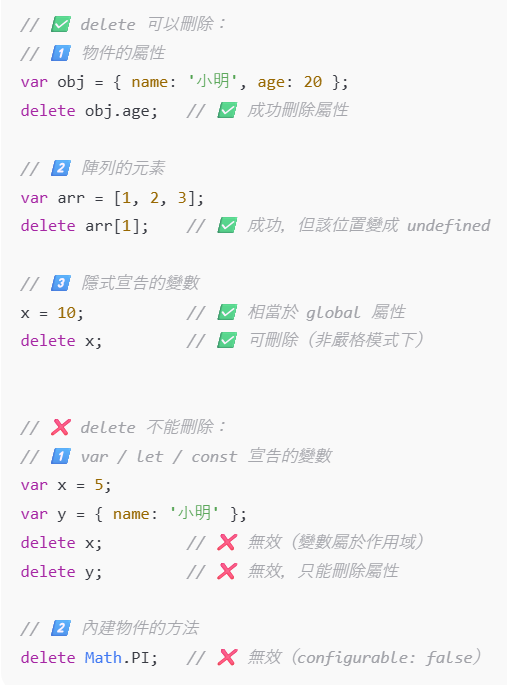 // ✅ delete 可以刪除：
// 1️⃣ 物件的屬性
var obj = { name: '小明', age: 20 };
delete obj.age;   // ✅ 成功刪除屬性
// 2️⃣ 陣列的元素
var arr = [1, 2, 3];
delete arr[1];    // ✅ 成功，但該位置變成 undefined
// 3️⃣ 隱式宣告的變數
x = 10;           // ✅ 相當於 global 屬性
delete x;         // ✅ 可刪除（非嚴格模式下）
// ❌ delete 不能刪除：
// 1️⃣ var / let / const 宣告的變數
var x = 5;
var y = { name: '小明' };
delete x;         // ❌ 無效（變數屬於作用域）
delete y;         // ❌ 無效，只能刪除屬性
// 2️⃣ 內建物件的方法
delete Math.PI;   // ❌ 無效（configurable: false）